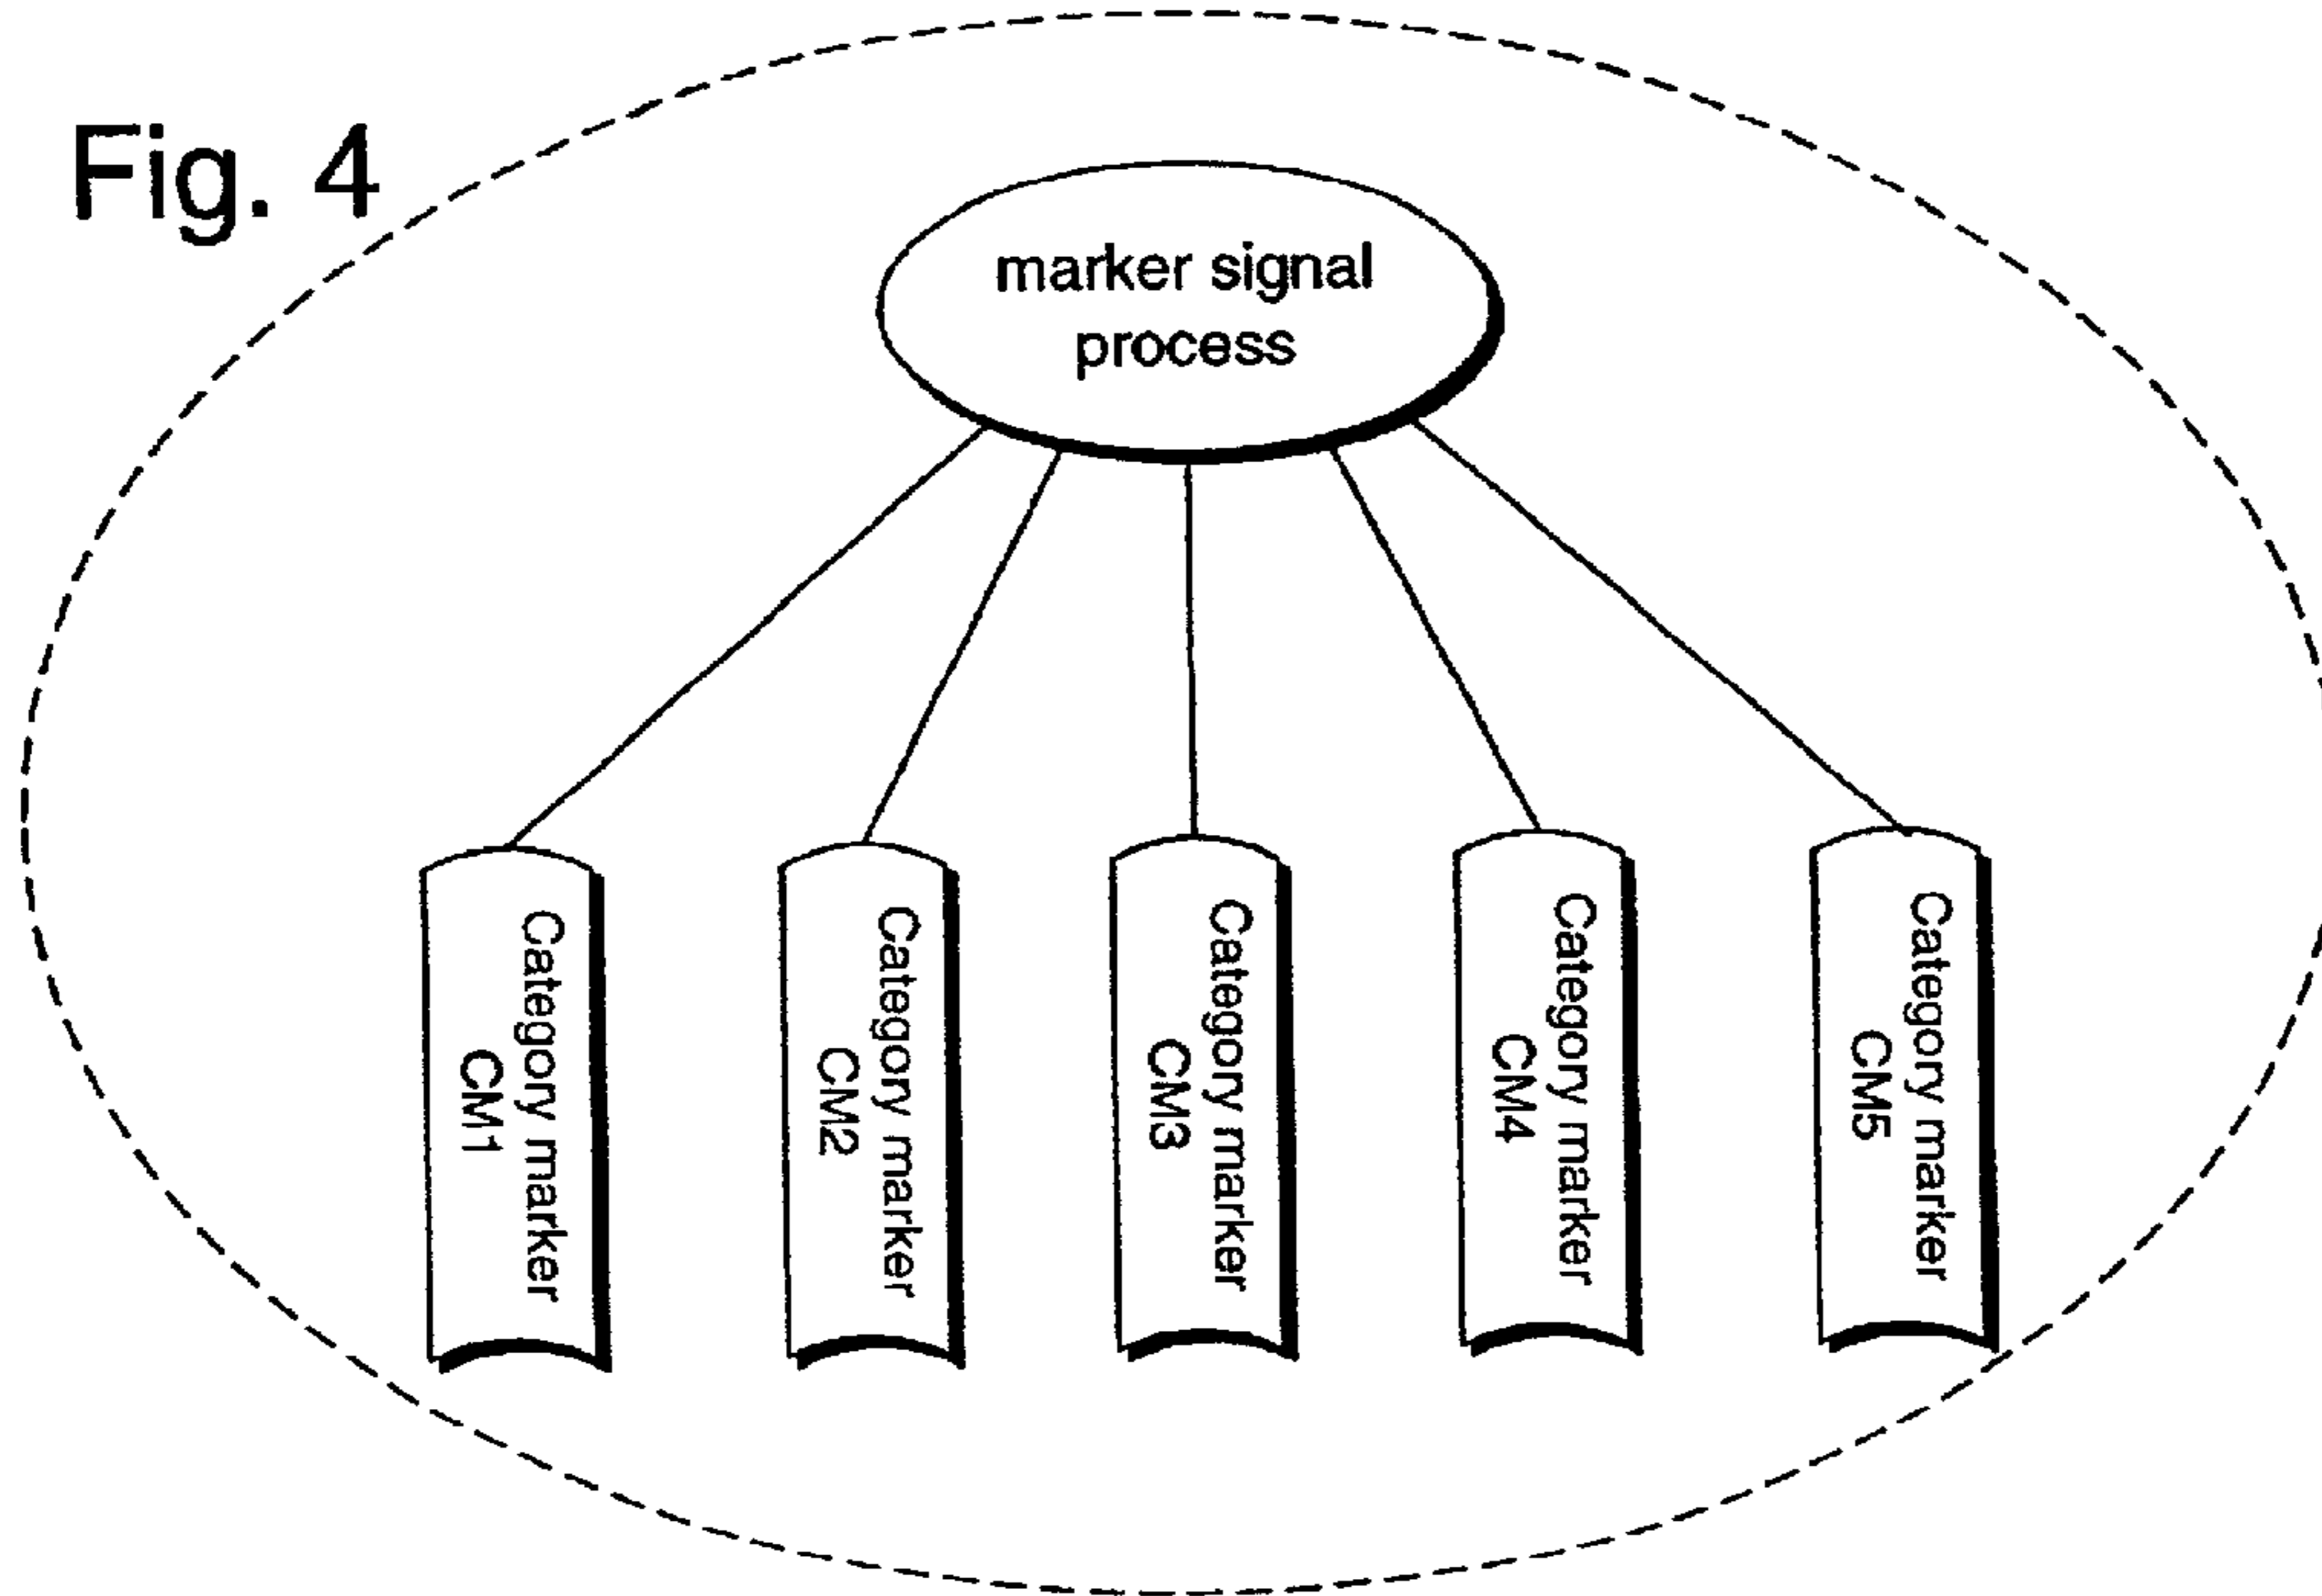 Fig. 4
marker signal
process
Category marker
CM1
Category marker
CM2
Category marker
CM3
Category marker
CM4
Category marker
CM5